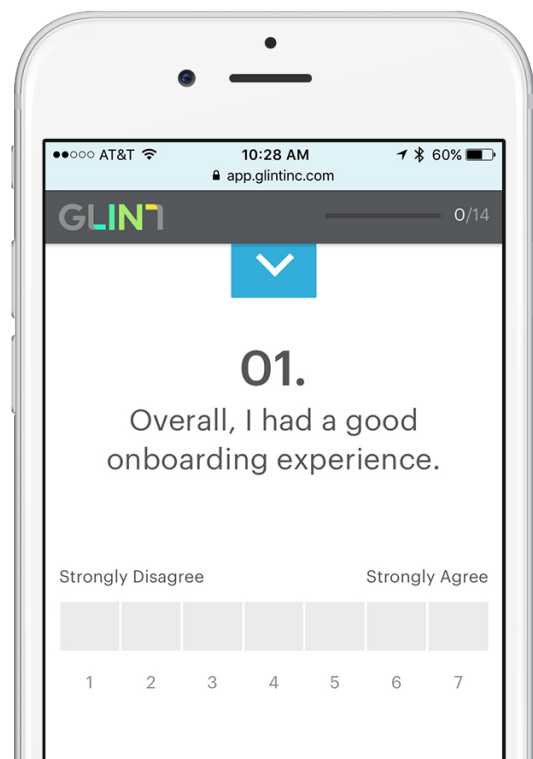 AT&T 10:28 AM 60%
app.glintinc.com
GLINT 0/14
01.
Overall, I had a good
onboarding experience.
Strongly Disagree Strongly Agree
1 2 3 4 5 6 7